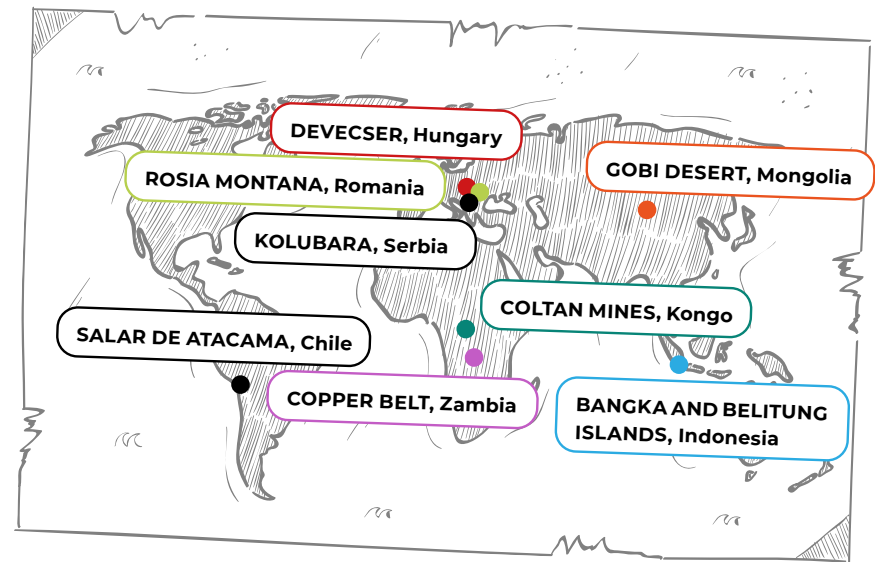 DEVECSER, Hungary
ROSIA MONTANA, Romania
GOBI DESERT, Mongolia
KOLUBARA, Serbia
COLTAN MINES, Kongo
SALAR DE ATACAMA, Chile
COPPER BELT, Zambia
BANGKA AND BELITUNG
ISLANDS, Indonesia